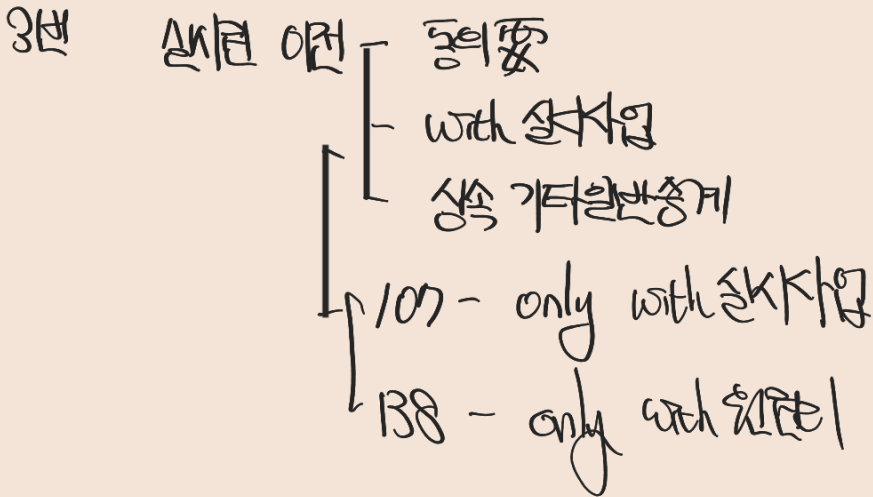 3번 실시권 이전 동의 要
with 실시사업
상속 기타일반승계
107 - only with 실시사업
138 - only with 원권리